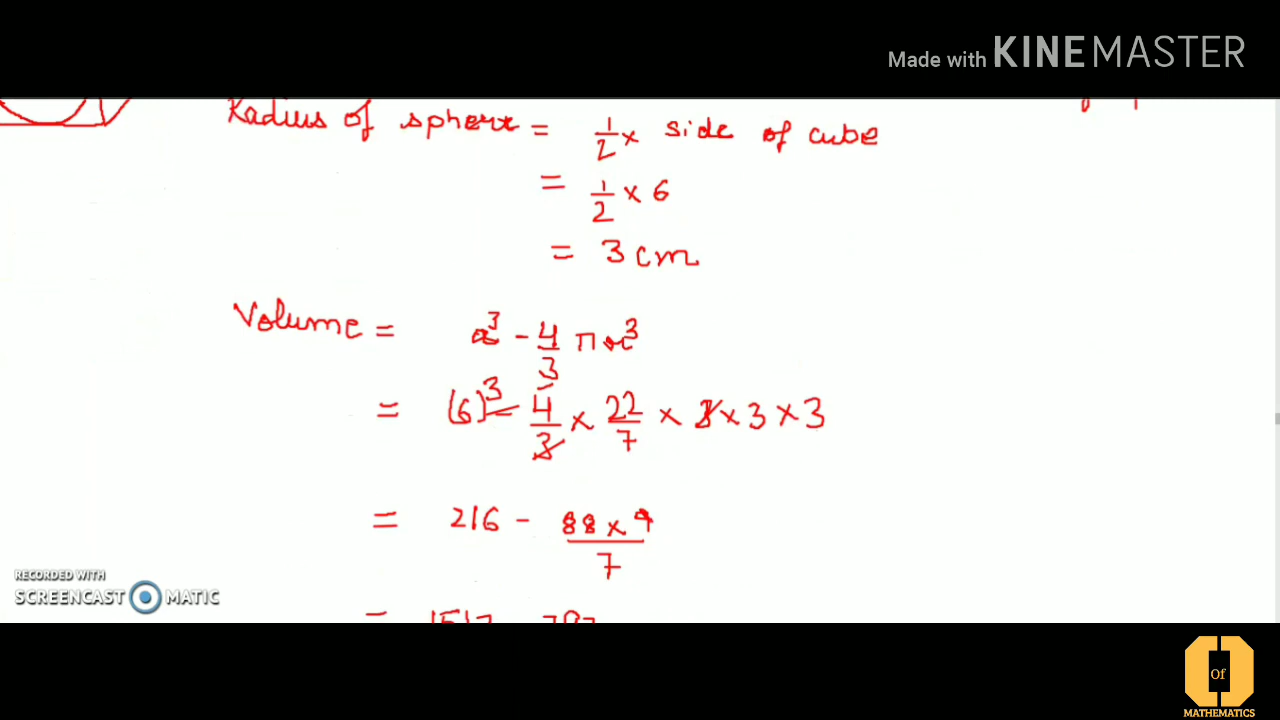 Made with KINEMASTER
Radius of sphere = 1/2 × side of cube
= 1/2 × 6
= 3 cm
Volume = a³ - 4/3 π r³
= (6)³ - 4/3 × 22/7 × 3 × 3 × 3
= 216 - 88 × 9/7
=
RECORDED WITH
SCREENCAST MATIC
Of
MATHEMATICS